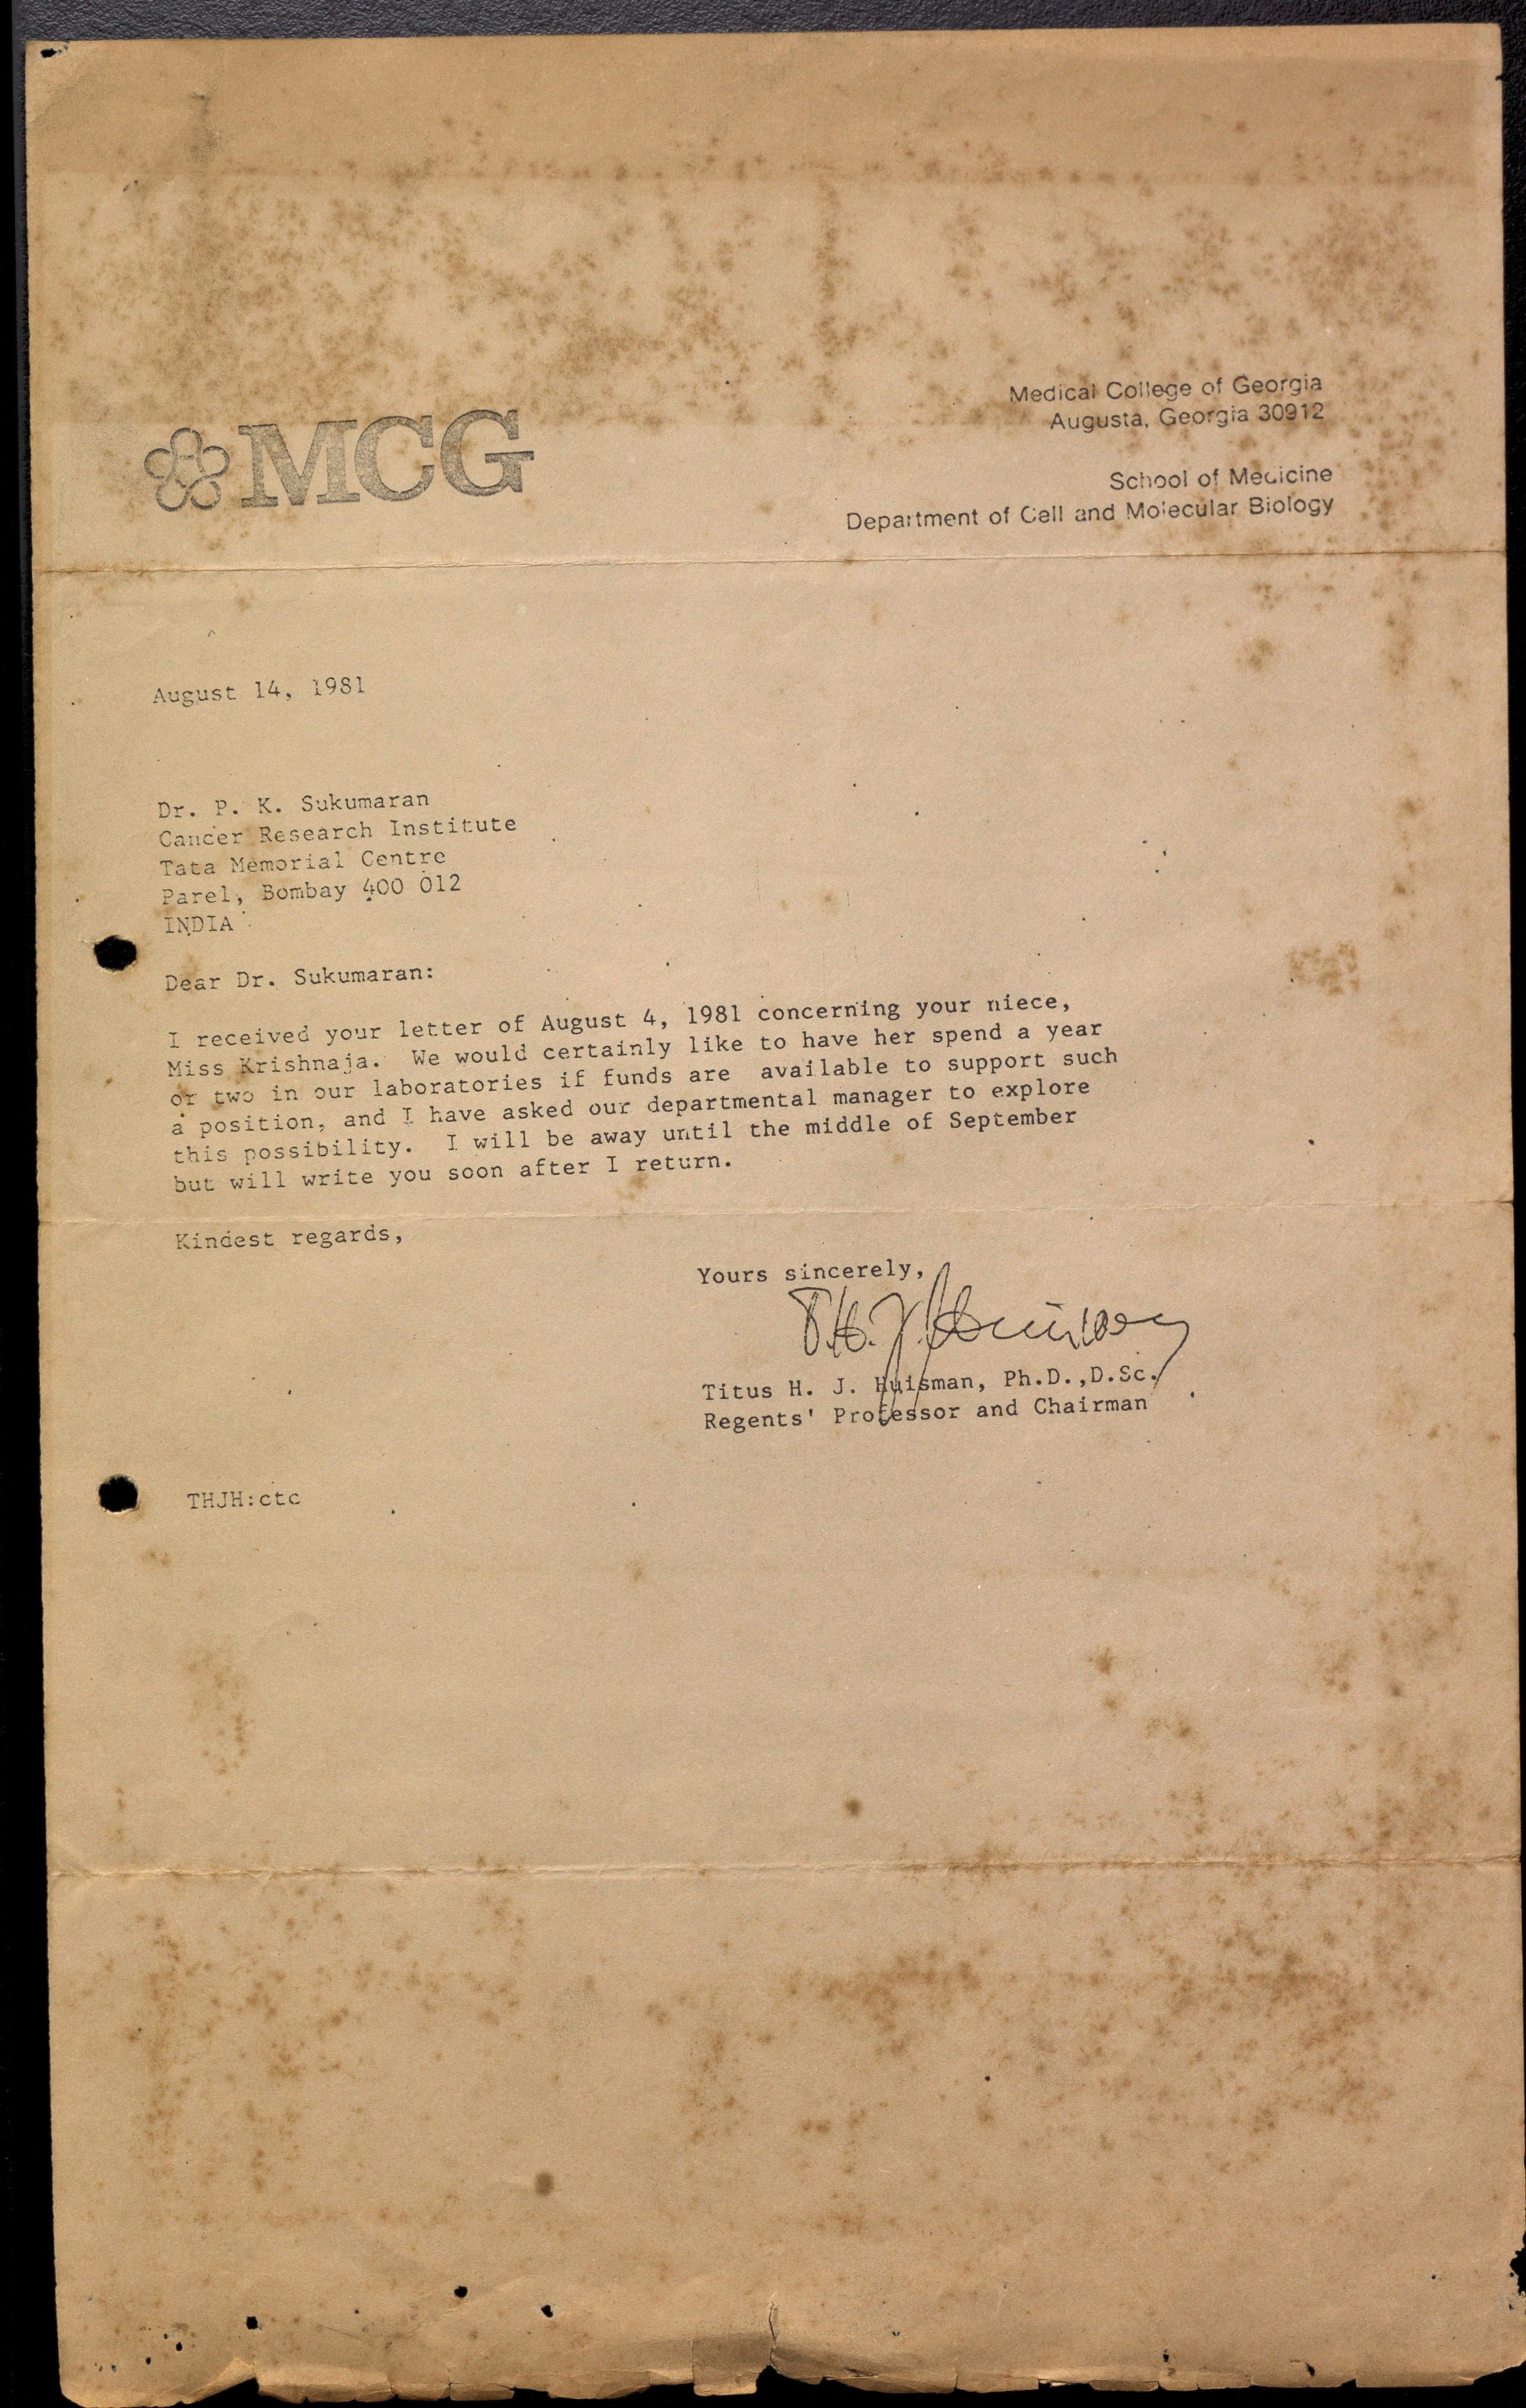 MCG
Medical College of Georgia
Augusta, Georgia 30912
School of Medicine
Department of Cell and Molecular Biology
August 14, 1981
Dr. P. K. Sukumaran
Cancer Research Institute
Tata Memorial Centre
Parel, Bombay 400 012
INDIA
Dear Dr. Sukumaran:
I received your letter of August 4, 1981 concerning your niece,
Miss Krishnaja. We would certainly like to have her spend a year
or two in our laboratories if funds are available to support such
a position, and I have asked our departmental manager to explore
this possibility. I will be away until the middle of September
but will write you soon after I return.
Kindest regards,
Yours sincerely,
T.H.J. Huisman
Titus H. J. Huisman, Ph.D.,D.Sc.
Regents' Professor and Chairman
THJH:ctc